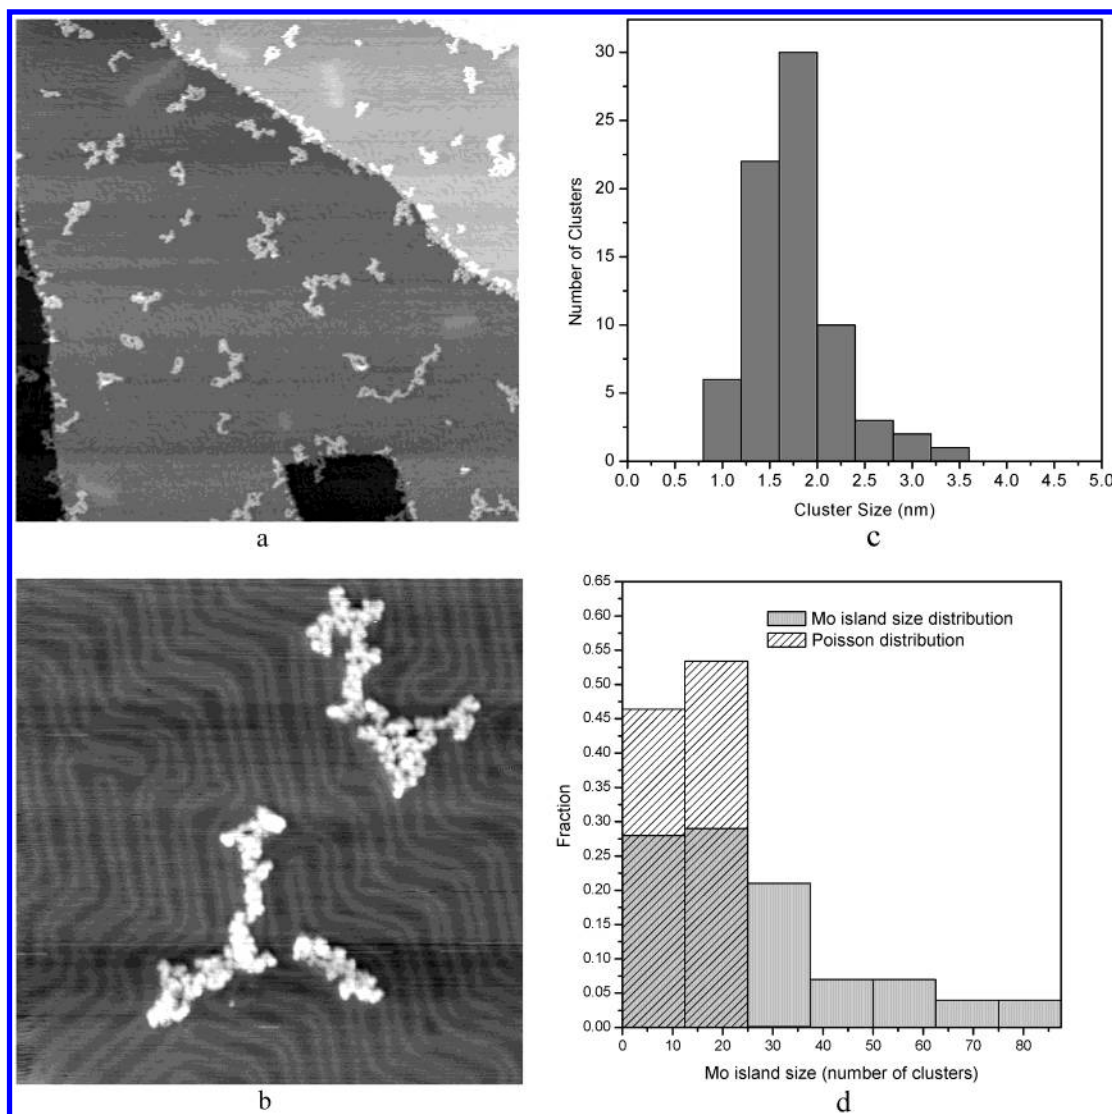 a
30
25
20
15
10
5
0
Number of Clusters
0.0 0.5 1.0 1.5 2.0 2.5 3.0 3.5 4.0 4.5 5.0
Cluster Size (nm)
c
b
0.65
0.60
0.55
0.50
0.45
0.40
0.35
0.30
0.25
0.20
0.15
0.10
0.05
0.00
Fraction
Mo island size distribution
Poisson distribution
0 10 20 30 40 50 60 70 80
Mo island size (number of clusters)
d